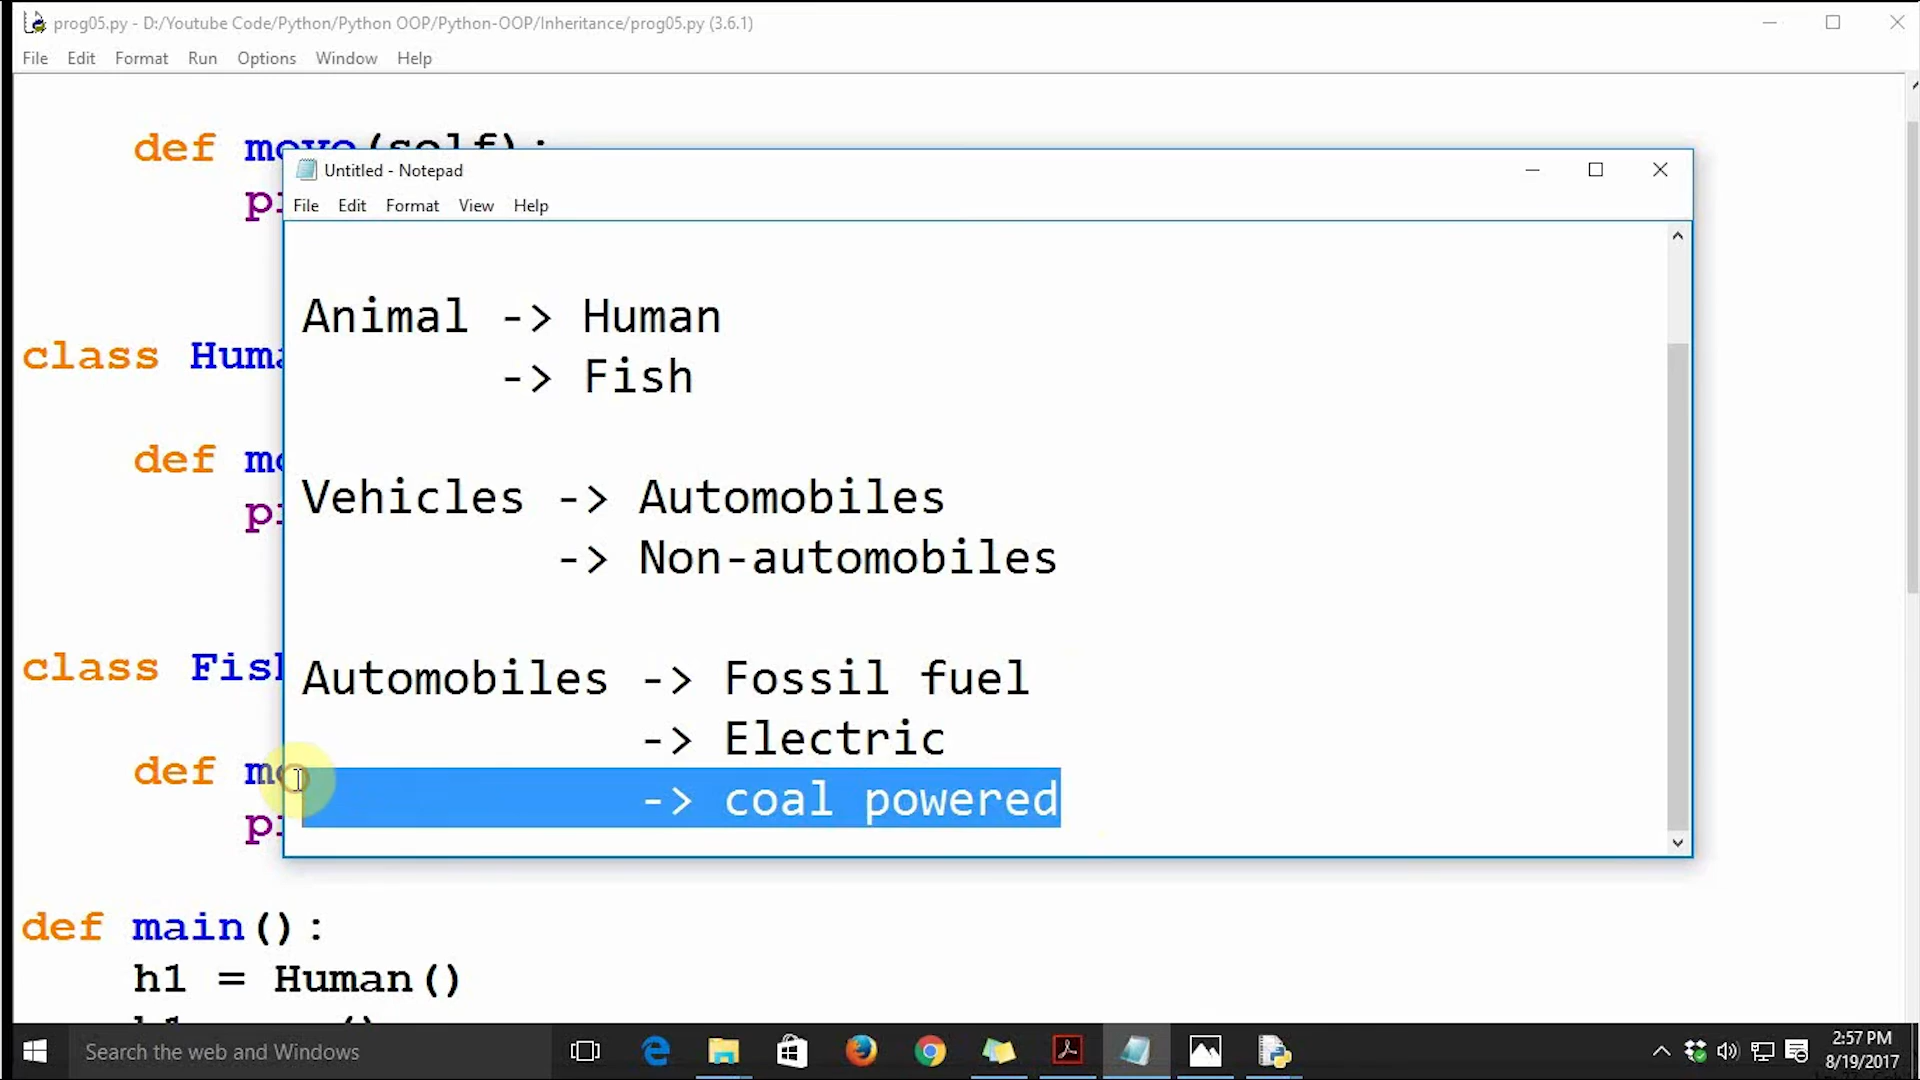 prog05.py - D:/Youtube Code/Python/Python OOP/Python-OOP/Inheritance/prog05.py (3.6.1)
File Edit Format Run Options Window Help
def move(self):
Untitled - Notepad
File Edit Format View Help
Animal -> Human
-> Fish
class
def
Vehicles -> Automobiles
-> Non-automobiles
class
Automobiles -> Fossil fuel
-> Electric
def
-> coal powered
def main():
h1 = Human()
Search the web and Windows
2:57 PM
8/19/2017